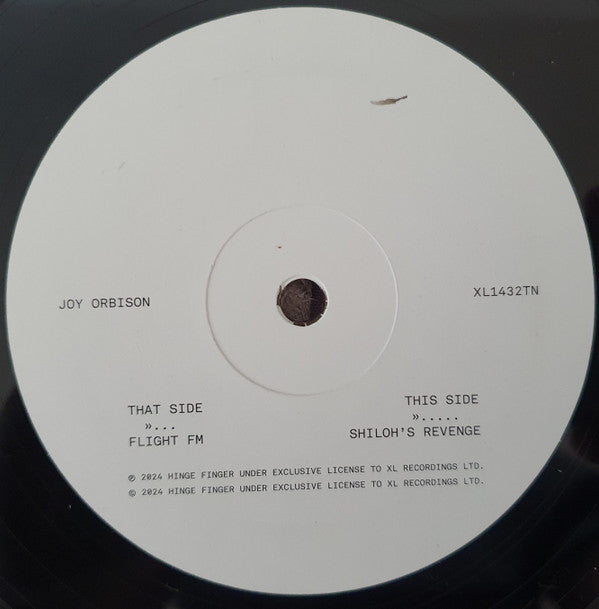 JOY ORBISON
XL1432TN
THAT SIDE
»...
FLIGHT FM
THIS SIDE
».....
SHILOH'S REVENGE
℗ 2024 HINGE FINGER UNDER EXCLUSIVE LICENSE TO XL RECORDINGS LTD.
© 2024 HINGE FINGER UNDER EXCLUSIVE LICENSE TO XL RECORDINGS LTD.